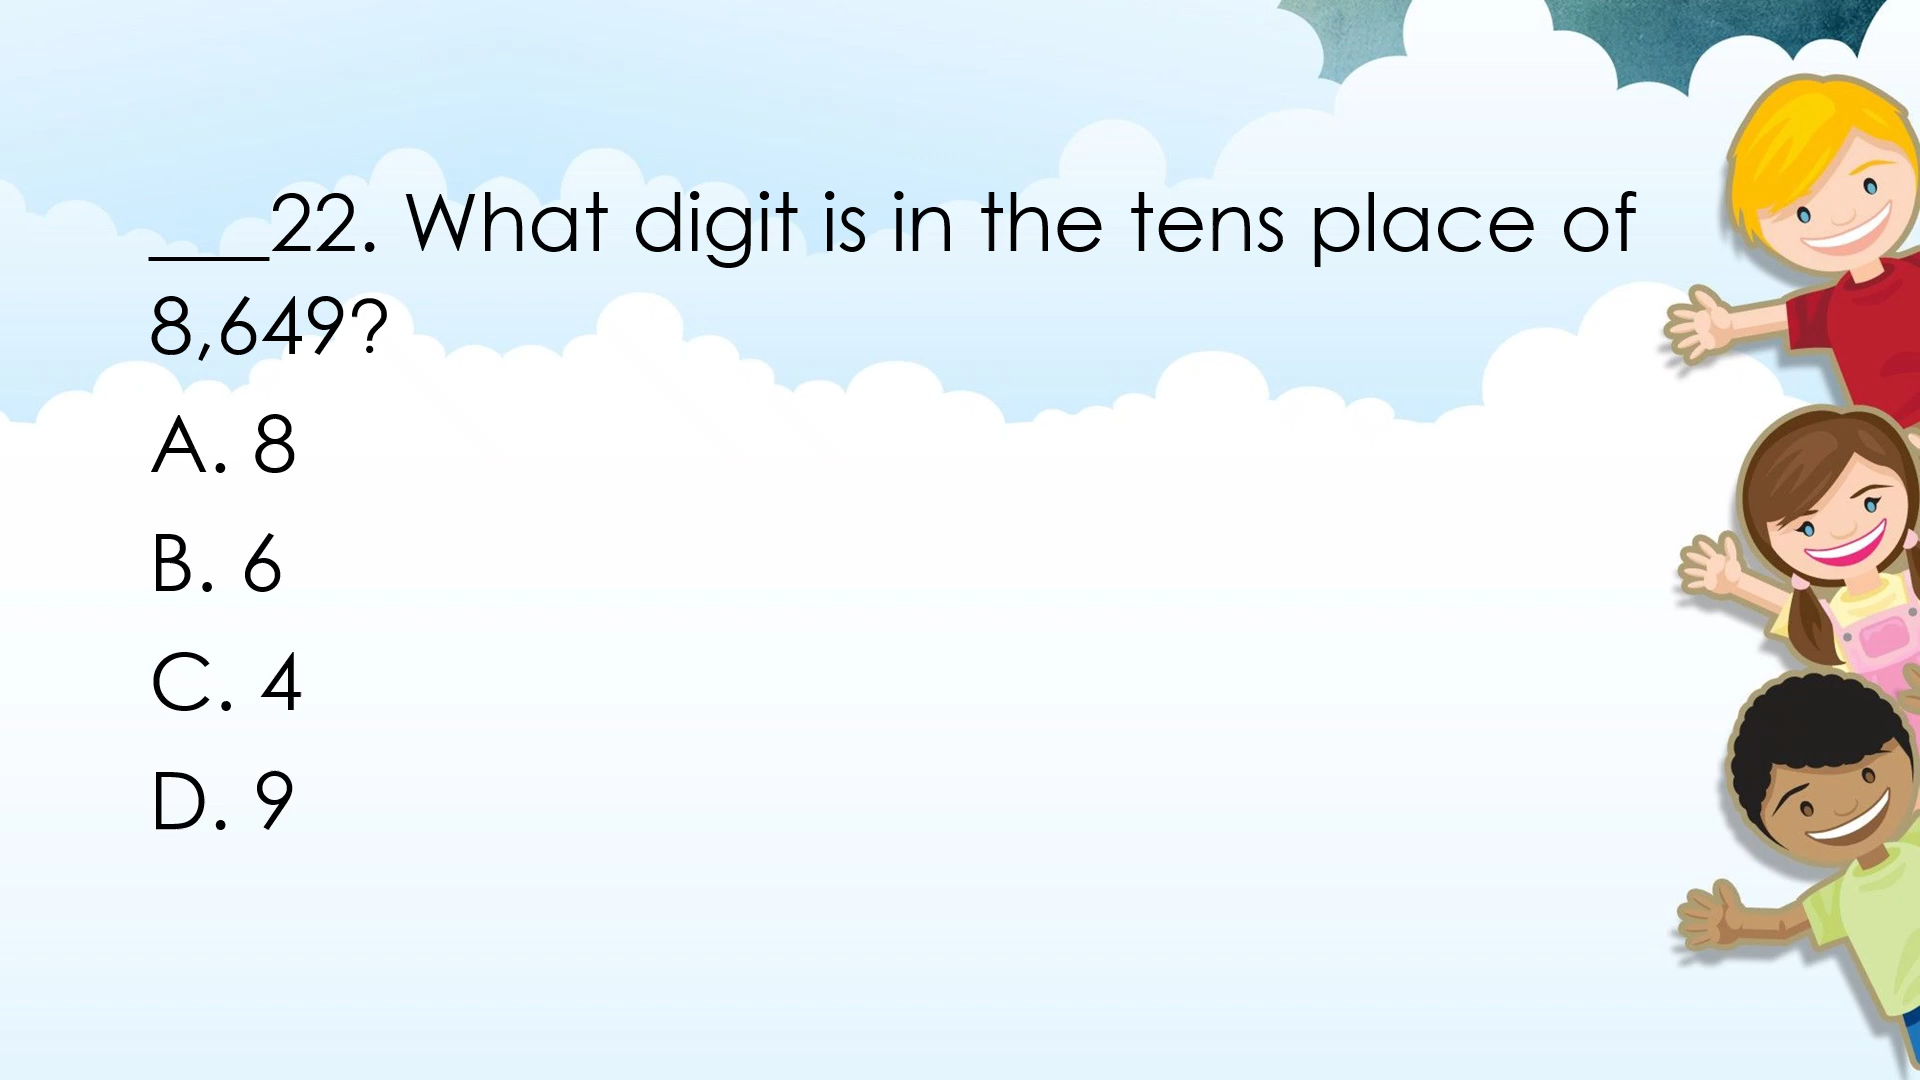 ___22. What digit is in the tens place of
8,649?
A. 8
B. 6
C. 4
D. 9